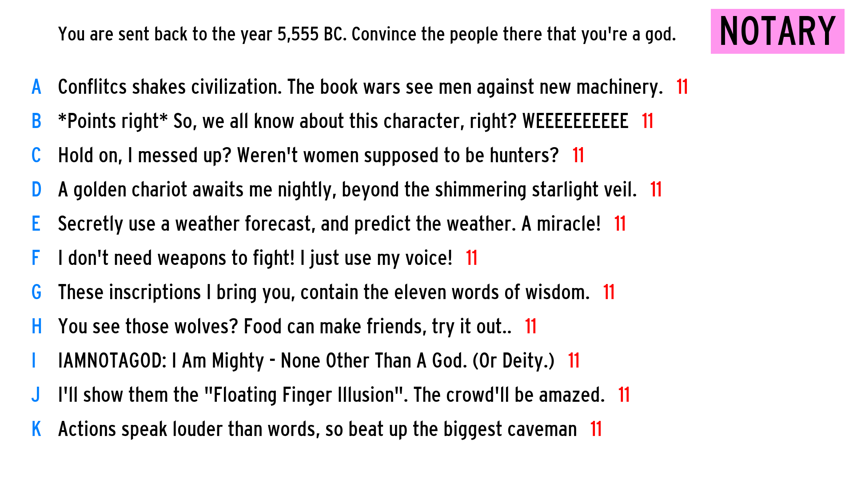 You are sent back to the year 5,555 BC. Convince the people there that you're a god.
NOTARY
A Conflitcs shakes civilization. The book wars see men against new machinery. 11
B *Points right* So, we all know about this character, right? WEEEEEEEEEE 11
C Hold on, I messed up? Weren't women supposed to be hunters? 11
D A golden chariot awaits me nightly, beyond the shimmering starlight veil. 11
E Secretly use a weather forecast, and predict the weather. A miracle! 11
F I don't need weapons to fight! I just use my voice! 11
G These inscriptions I bring you, contain the eleven words of wisdom. 11
H You see those wolves? Food can make friends, try it out.. 11
I IAMNOTAGOD: I Am Mighty - None Other Than A God. (Or Deity.) 11
J I'll show them the "Floating Finger Illusion". The crowd'll be amazed. 11
K Actions speak louder than words, so beat up the biggest caveman 11